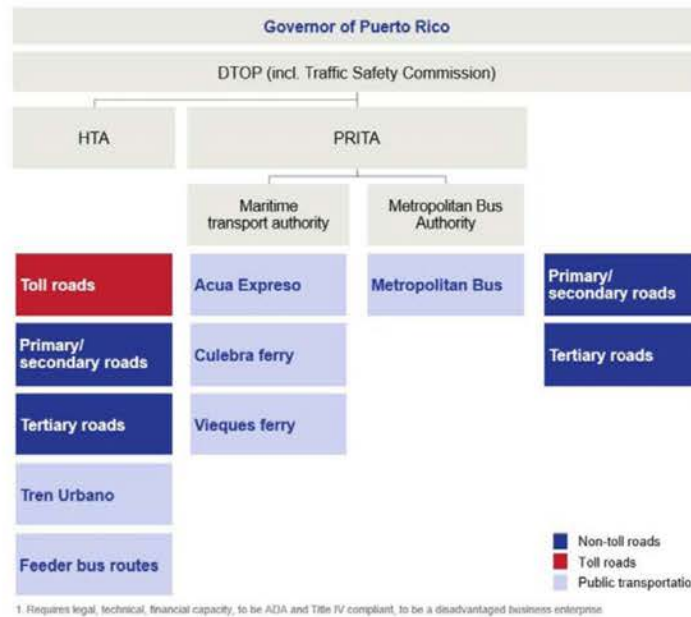 Governor of Puerto Rico
DTOP (incl. Traffic Safety Commission)
HTA
PRITA
Maritime
transport authority
Metropolitan Bus
Authority
Toll roads
Acua Expreso
Metropolitan Bus
Primary/
secondary roads
Primary/
secondary roads
Culebra ferry
Tertiary roads
Tertiary roads
Vieques ferry
Tren Urbano
Feeder bus routes
Non-toll roads
Toll roads
Public transportatio
1. Requires legal, technical, financial capacity, to be ADA and Title IV compliant, to be a disadvantaged business enterprise.